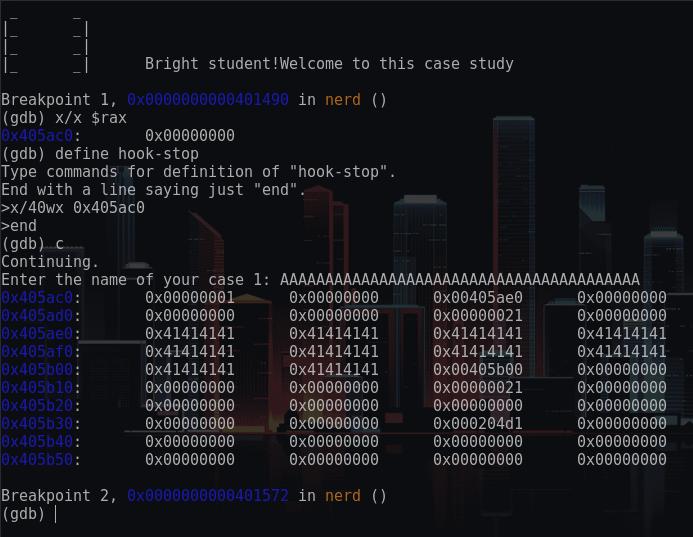 _      _
|_      _|
|_      _|
|_      _|      Bright student!Welcome to this case study
Breakpoint 1, 0x0000000000401490 in nerd ()
(gdb) x/x $rax
0x405ac0:       0x00000000
(gdb) define hook-stop
Type commands for definition of "hook-stop".
End with a line saying just "end".
>x/40wx 0x405ac0
>end
(gdb) c
Continuing.
Enter the name of your case 1: AAAAAAAAAAAAAAAAAAAAAAAAAAAAAAAAAAAAAAAA
0x405ac0:       0x00000001      0x00000000      0x00405ae0      0x00000000
0x405ad0:       0x00000000      0x00000000      0x00000021      0x00000000
0x405ae0:       0x41414141      0x41414141      0x41414141      0x41414141
0x405af0:       0x41414141      0x41414141      0x41414141      0x41414141
0x405b00:       0x41414141      0x41414141      0x00405b00      0x00000000
0x405b10:       0x00000000      0x00000000      0x00000021      0x00000000
0x405b20:       0x00000000      0x00000000      0x00000000      0x00000000
0x405b30:       0x00000000      0x00000000      0x000204d1      0x00000000
0x405b40:       0x00000000      0x00000000      0x00000000      0x00000000
0x405b50:       0x00000000      0x00000000      0x00000000      0x00000000
Breakpoint 2, 0x0000000000401572 in nerd ()
(gdb)